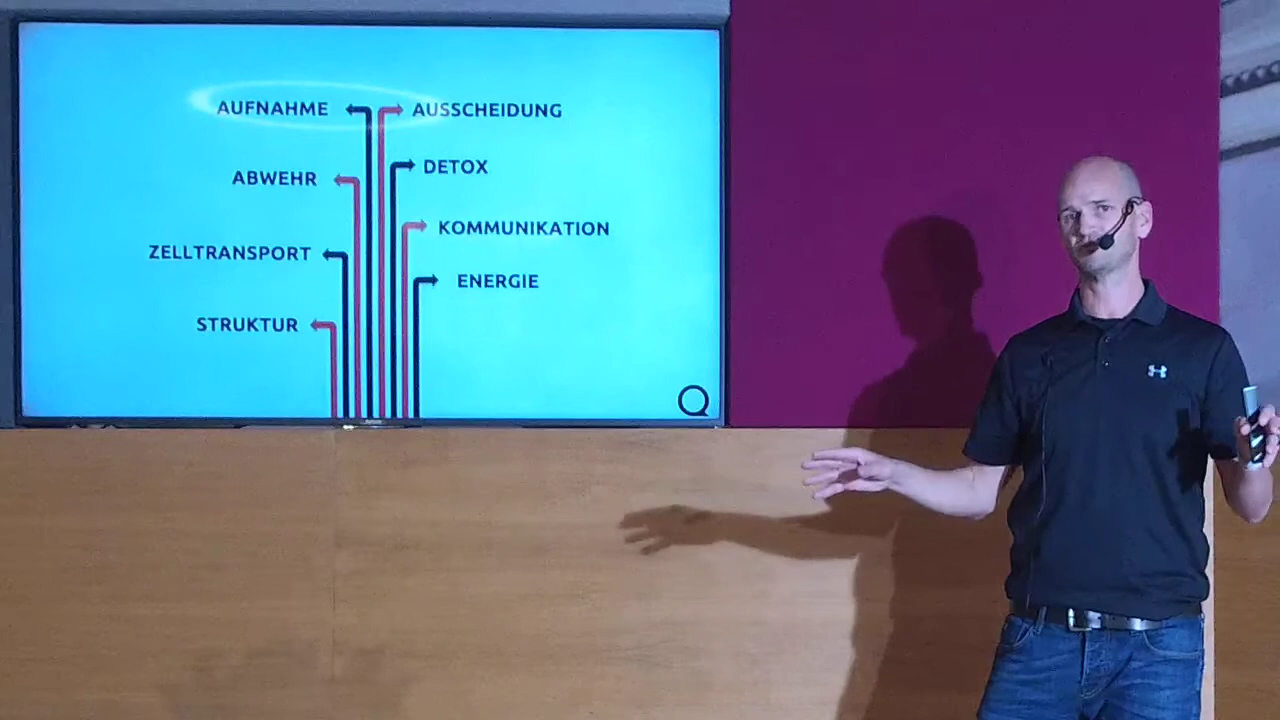 AUFNAHME
AUSSCHEIDUNG
ABWEHR
DETOX
ZELLTRANSPORT
KOMMUNIKATION
STRUKTUR
ENERGIE
Q